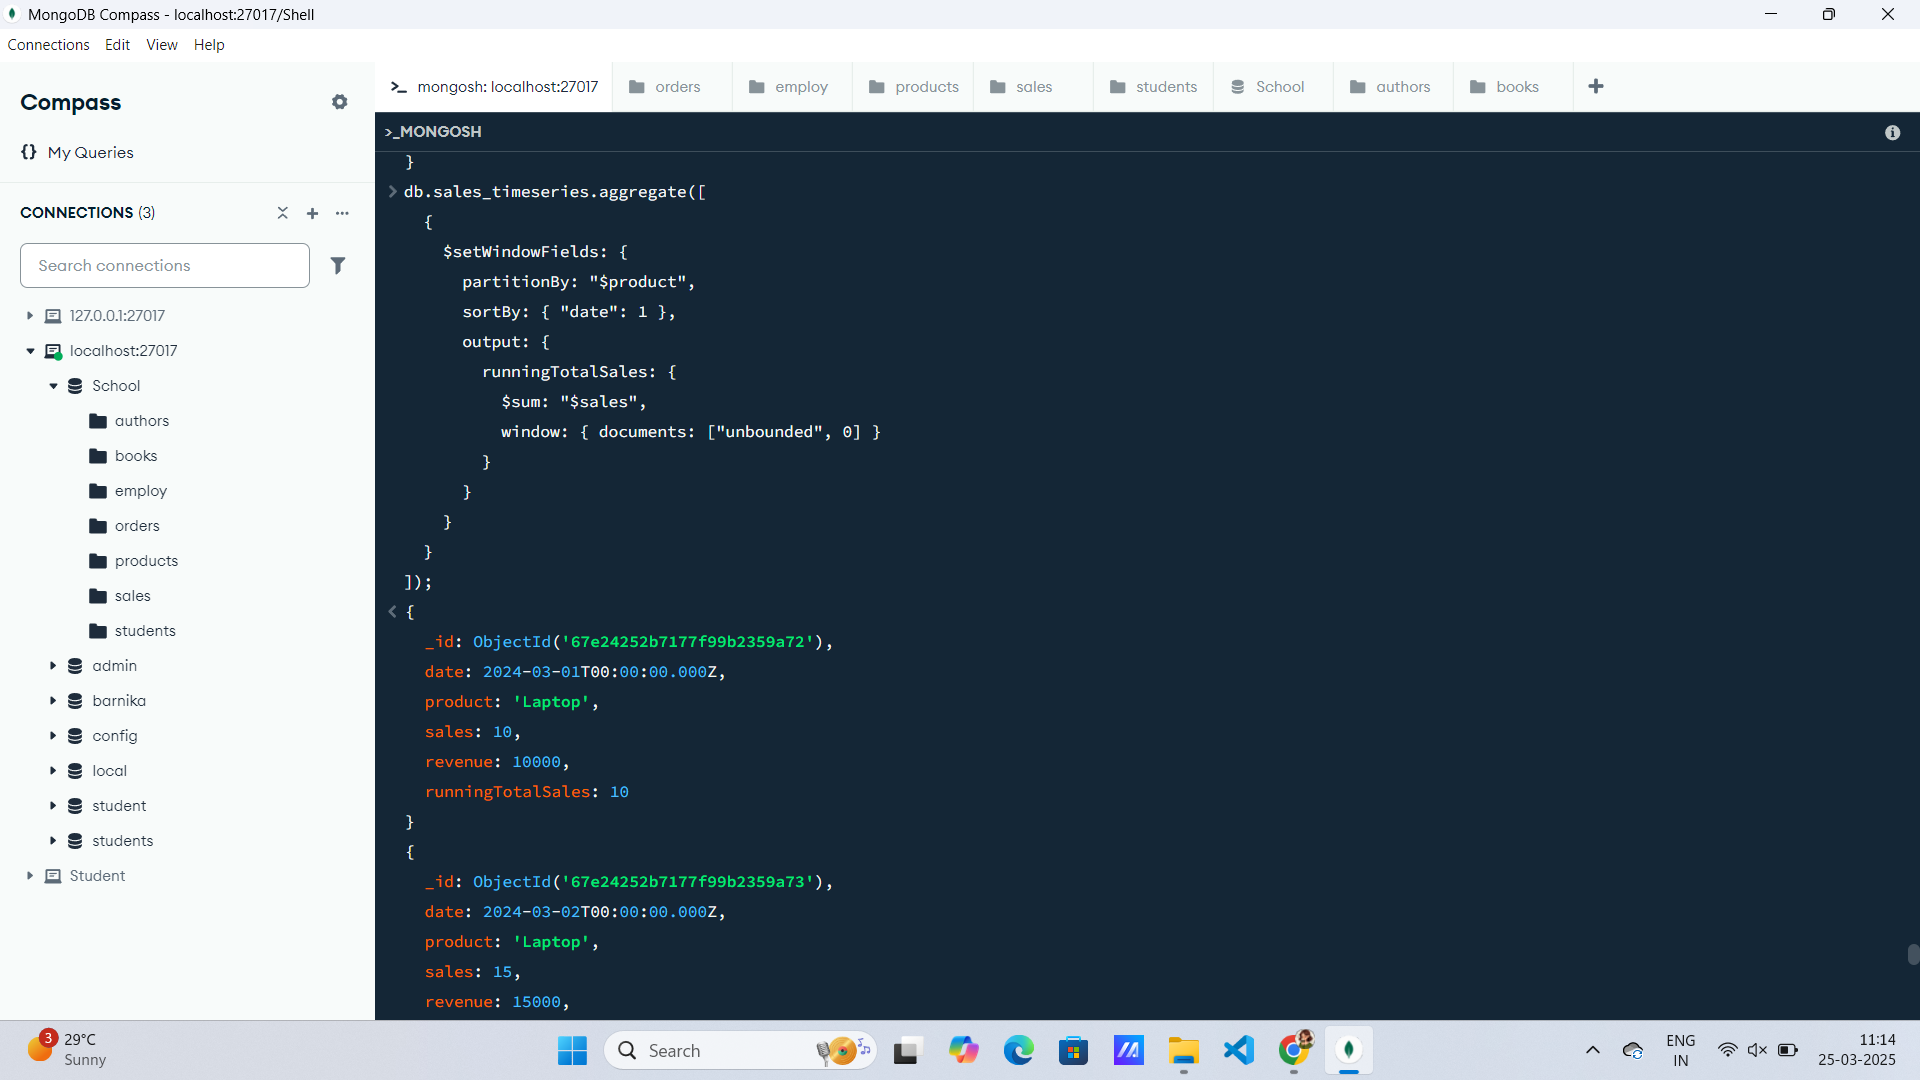 MongoDB Compass - localhost:27017/Shell
Connections Edit View Help
Compass
{} My Queries
CONNECTIONS (3)
Search connections
127.0.0.1:27017
localhost:27017
School
authors
books
employ
orders
products
sales
students
admin
barnika
config
local
student
students
Student
>_ mongosh: localhost:27017 orders employ products sales students School authors books +
>_MONGOSH
}
> db.sales_timeseries.aggregate([
{
$setWindowFields: {
partitionBy: "$product",
sortBy: { "date": 1 },
output: {
runningTotalSales: {
$sum: "$sales",
window: { documents: ["unbounded", 0] }
}
}
}
}
]);
< {
_id: ObjectId('67e24252b7177f99b2359a72'),
date: 2024-03-01T00:00:00.000Z,
product: 'Laptop',
sales: 10,
revenue: 10000,
runningTotalSales: 10
}
{
_id: ObjectId('67e24252b7177f99b2359a73'),
date: 2024-03-02T00:00:00.000Z,
product: 'Laptop',
sales: 15,
revenue: 15000,
3
29°C
Sunny
Search
ENG
IN
11:14
25-03-2025